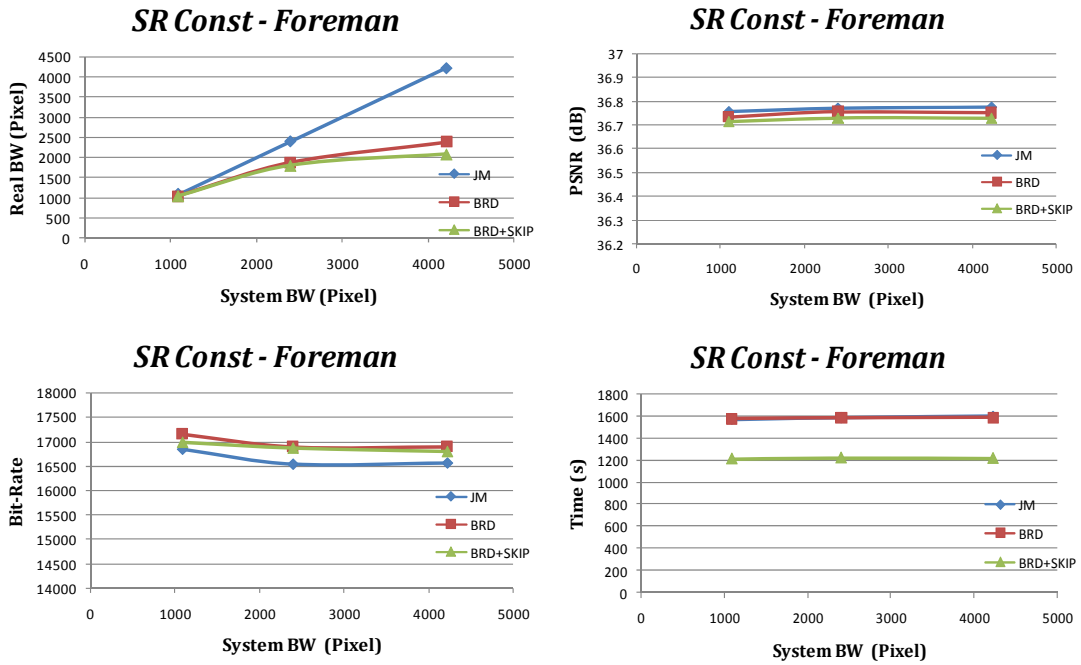 SR Const - Foreman
Real BW (Pixel)
4500
4000
3500
3000
2500
2000
1500
1000
500
0
0 1000 2000 3000 4000 5000
System BW (Pixel)
JM
BRD
BRD+SKIP
SR Const - Foreman
PSNR (dB)
37
36.9
36.8
36.7
36.6
36.5
36.4
36.3
36.2
0 1000 2000 3000 4000 5000
System BW (Pixel)
JM
BRD
BRD+SKIP
SR Const - Foreman
Bit-Rate
18000
17500
17000
16500
16000
15500
15000
14500
14000
0 1000 2000 3000 4000 5000
System BW (Pixel)
JM
BRD
BRD+SKIP
SR Const - Foreman
Time (s)
1800
1600
1400
1200
1000
800
600
400
200
0
0 1000 2000 3000 4000 5000
System BW (Pixel)
JM
BRD
BRD+SKIP